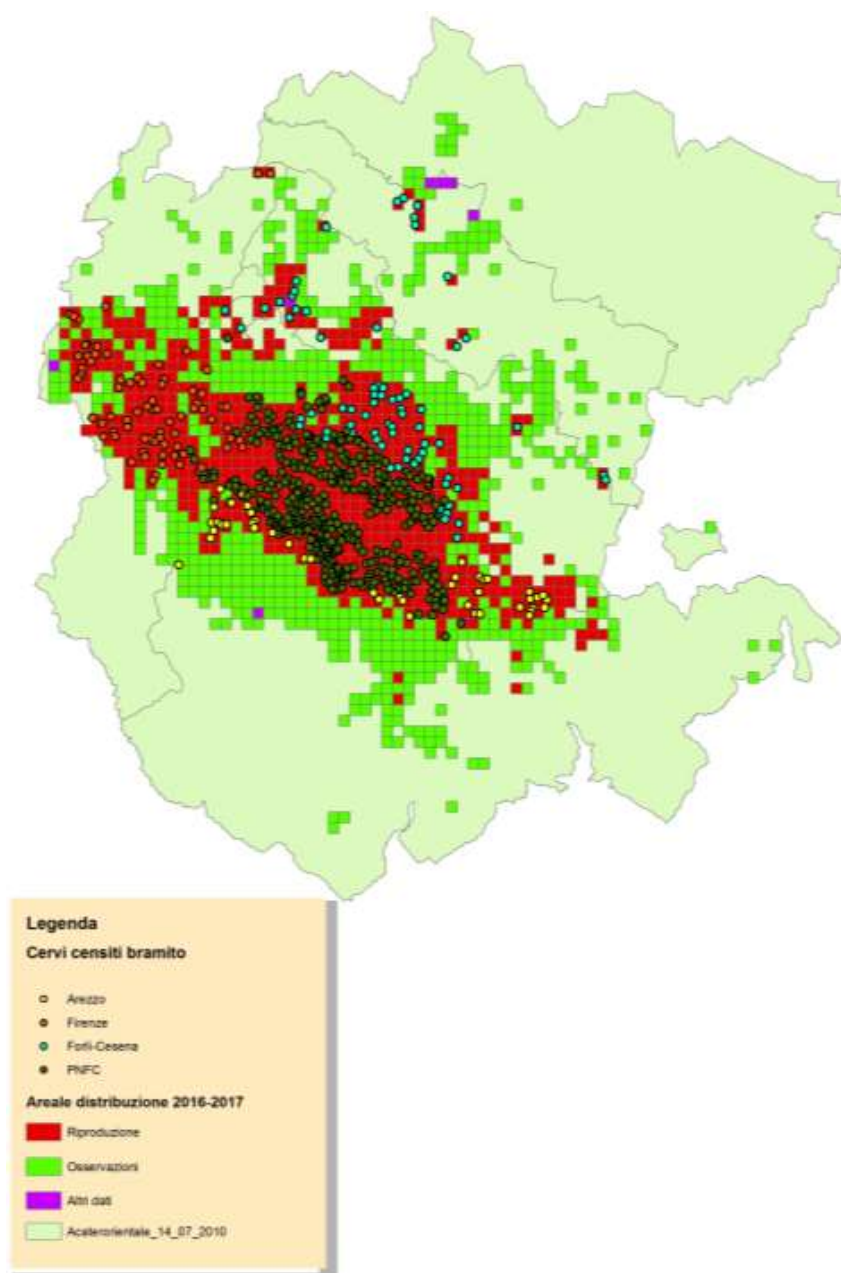 Legenda
Cervi censiti bramito
Arezzo
Firenze
Forlì-Cesena
PNFC
Areale distribuzione 2016-2017
Riproduzione
Osservazioni
Altri dati
Acaterorientale_14_07_2010